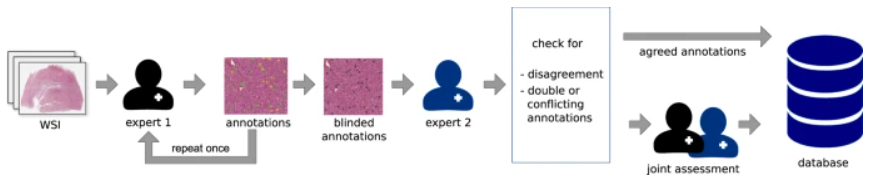 WSI
expert 1
annotations
repeat once
blinded
annotations
expert 2
check for
- disagreement
- double or
conflicting
annotations
agreed annotations
joint assessment
database